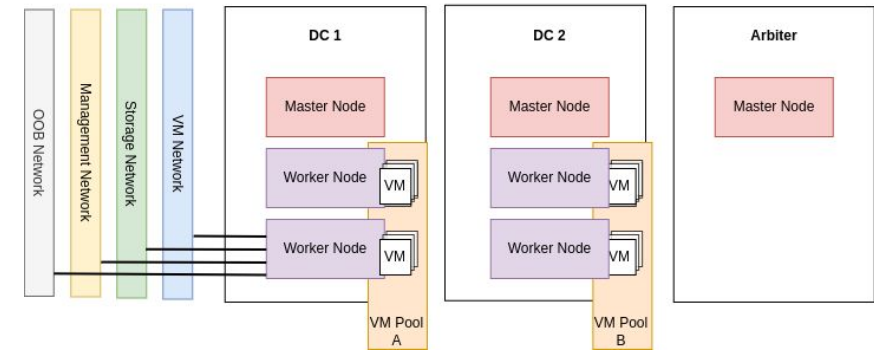 OOB Network
Management Network
Storage Network
VM Network
DC 1
Master Node
Worker Node
VM
Worker Node
VM
VM Pool
A
DC 2
Master Node
Worker Node
VM
Worker Node
VM
VM Pool
B
Arbiter
Master Node